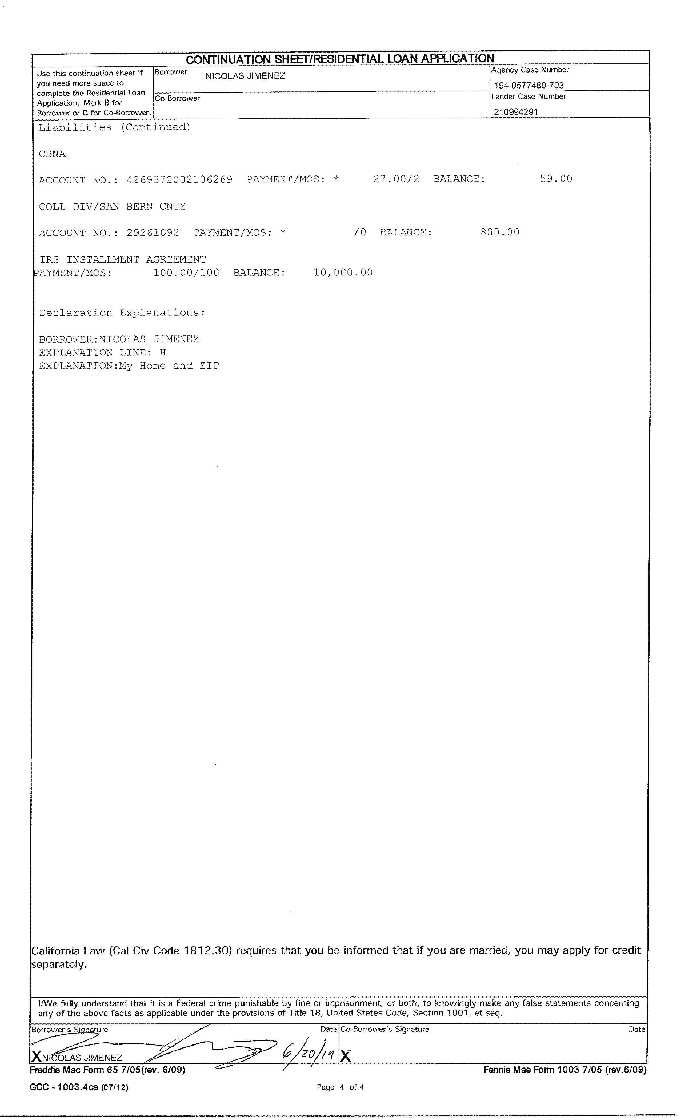 CONTINUATION SHEET/RESIDENTIAL LOAN APPLICATION
Use this continuation sheet if
you need more space to
complete the Residential Loan
Application. Mark B for
Borrower or C for Co-Borrower.
Borrower
NICOLAS JIMENEZ
Co-Borrower
Agency Case Number
194-0577480-703
Lender Case Number
218994291
Liabilities (Continued)
CBNA
ACCOUNT NO.: 4269372002106269 PAYMENT/MOS: * 27.00/2 BALANCE: 59.00
COLL DIV/SAN BERN CNTY
ACCOUNT NO.: 29261092 PAYMENT/MOS: * /0 BALANCE:
IRS INSTALLMENT AGREEMENT
PAYMENT/MOS: 100.00/100 BALANCE: 10,000.00
Declaration Explanations:
BORROWER:NICOLAS JIMENEZ
EXPLANATION LINE: H
EXPLANATION:My Home and ZIP
California Law (Cal Civ Code 1812.30) requires that you be informed that if you are married, you may apply for credit
separately.
I/We fully understand that it is a federal crime punishable by fine or imprisonment, or both, to knowingly make any false statements concerning
any of the above facts as applicable under the provisions of Title 18, United States Code, Section 1001, et seq.
Borrower's Signature
Date
Co-Borrower's Signature
Date
X NICOLAS JIMENEZ
6/20/19
X
Freddie Mac Form 65 7/05(rev. 6/09)
Fannie Mae Form 1003 7/05 (rev.6/09)
GCC - 1003.4ca (07/12)
Page 4 of 4